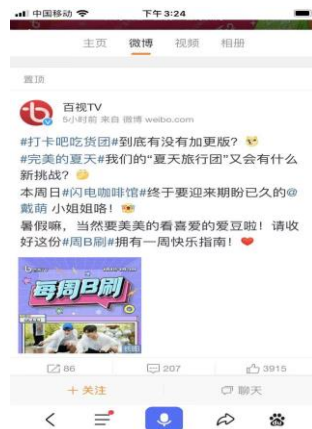 中国移动 下午3:24
主页 微博 视频 相册
置顶
百视TV
5小时前 来自 微博 weibo.com
#打卡吧吃货团#到底有没有加更版？
#完美的夏天#我们的“夏天旅行团”又会有什么
新挑战？
本周日#闪电咖啡馆#终于要迎来期盼已久的@
戴萌 小姐姐咯！
暑假嘛，当然要美美的看喜爱的爱豆啦！请收
好这份#周B刷#拥有一周快乐指南！
每周B刷
86 207 3915
+ 关注 聊天